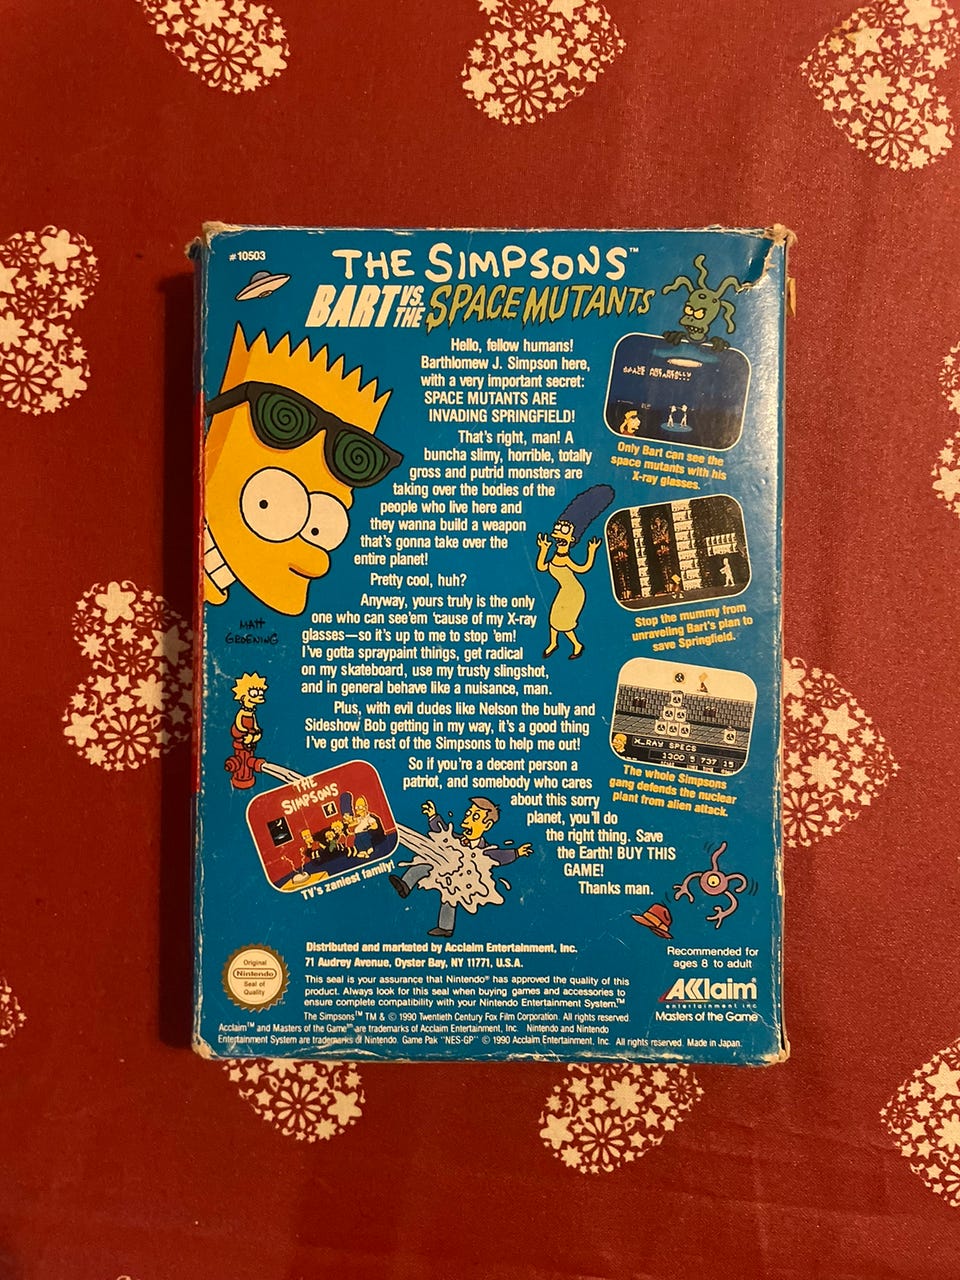 #10503
THE SIMPSONS™
BART VS. THE SPACE MUTANTS
Hello, fellow humans!
Barthlomew J. Simpson here,
with a very important secret:
SPACE MUTANTS ARE
INVADING SPRINGFIELD!
That's right, man! A
buncha slimy, horrible, totally
gross and putrid monsters are
taking over the bodies of the
people who live here and
they wanna build a weapon
that's gonna take over the
entire planet!
Pretty cool, huh?
Anyway, yours truly is the only
one who can see'em 'cause of my X-ray
glasses—so it's up to me to stop 'em!
I've gotta spraypaint things, get radical
on my skateboard, use my trusty slingshot,
and in general behave like a nuisance, man.
Plus, with evil dudes like Nelson the bully and
Sideshow Bob getting in my way, it's a good thing
I've got the rest of the Simpsons to help me out!
So if you're a decent person a
patriot, and somebody who cares
about this sorry
planet, you'll do
the right thing. Save
the Earth! BUY THIS
GAME!
Thanks man.
MATT
GROENING
SPACE MUTANTS
Only Bart can see the
space mutants with his
X-ray glasses.
Stop the mummy from
unraveling Bart's plan to
save Springfield.
X-RAY SPECS
1300 5 737 15
The whole Simpsons
gang defends the nuclear
plant from alien attack.
THE
SIMPSONS
TV's zaniest family!
Original
Nintendo
Seal of
Quality
Distributed and marketed by Acclaim Entertainment, Inc.
71 Audrey Avenue, Oyster Bay, NY 11771, U.S.A.
This seal is your assurance that Nintendo® has approved the quality of this
product. Always look for this seal when buying games and accessories to
ensure complete compatibility with your Nintendo Entertainment System.™
The Simpsons™ TM & © 1990 Twentieth Century Fox Film Corporation. All rights reserved.
Acclaim™ and Masters of the Game™ are trademarks of Acclaim Entertainment, Inc. Nintendo and Nintendo
Entertainment System are trademarks of Nintendo. Game Pak "NES-GP" © 1990 Acclaim Entertainment, Inc. All rights reserved. Made in Japan.
Recommended for
ages 8 to adult
AKklaim
entertainment inc
Masters of the Game